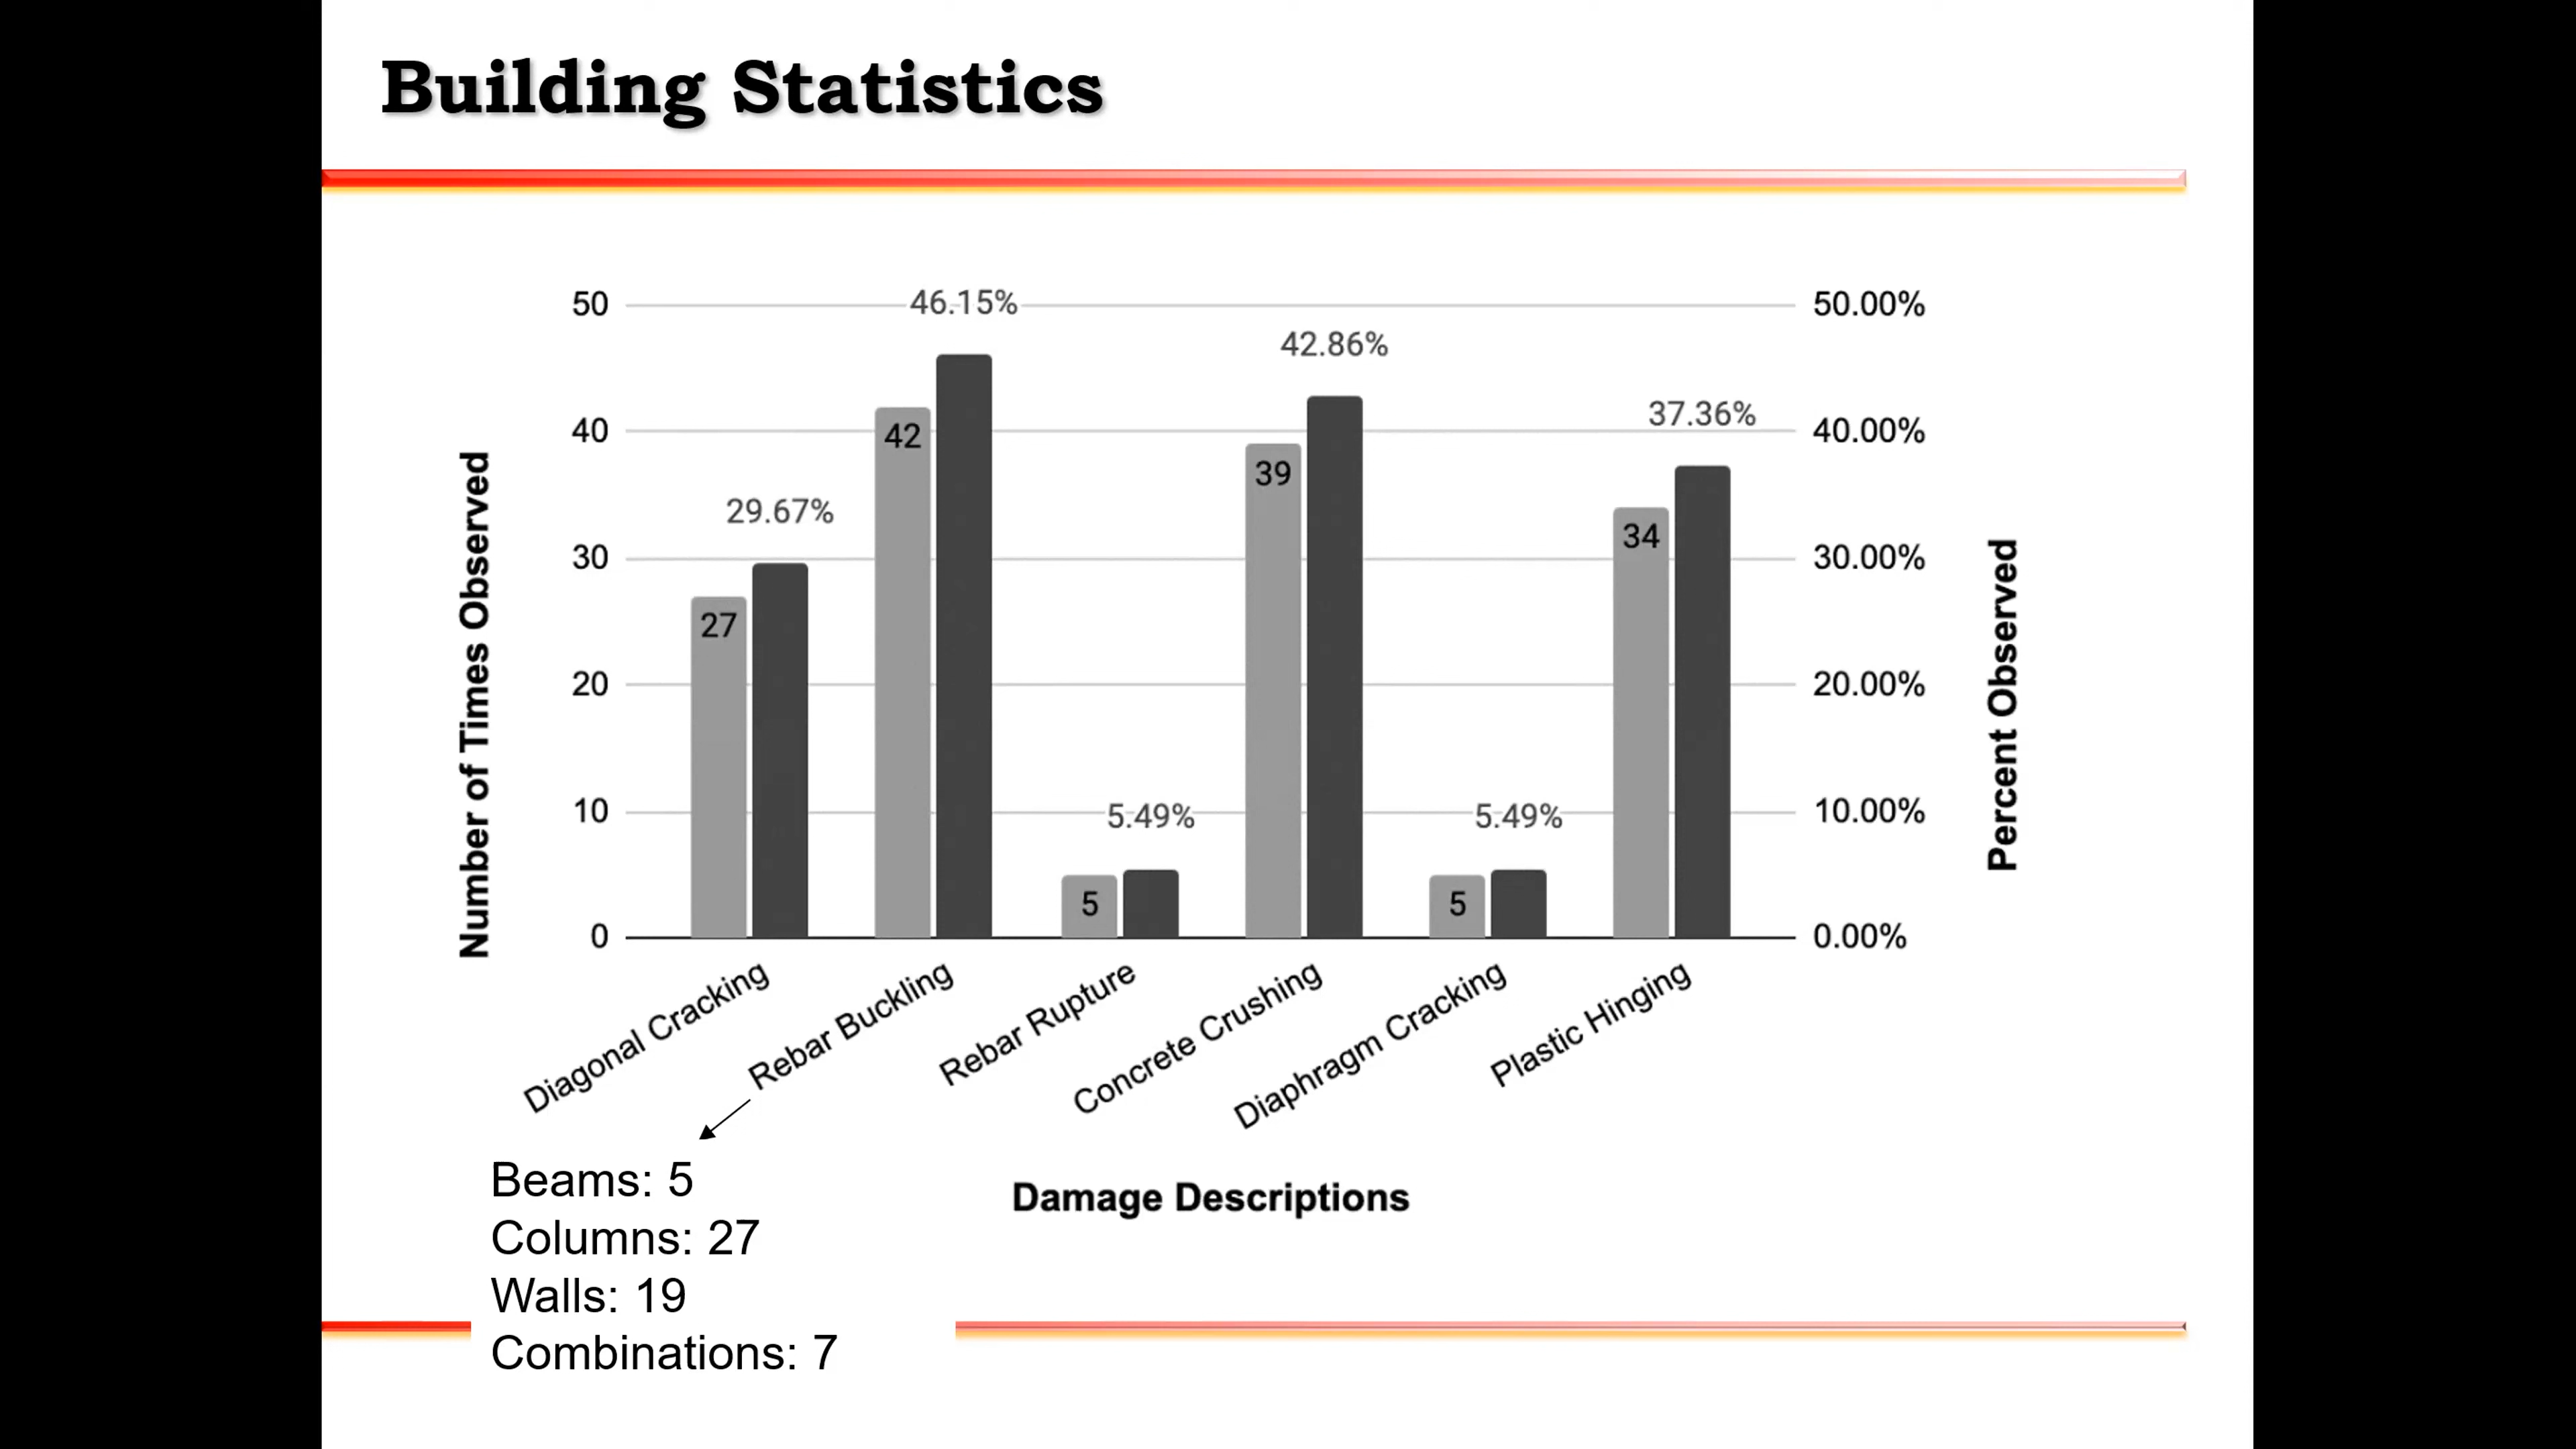 Building Statistics
50
40
30
20
10
0
Number of Times Observed
50.00%
40.00%
30.00%
20.00%
10.00%
0.00%
Percent Observed
27
29.67%
42
46.15%
5
5.49%
39
42.86%
5
5.49%
34
37.36%
Diagonal Cracking
Rebar Buckling
Rebar Rupture
Concrete Crushing
Diaphragm Cracking
Plastic Hinging
Damage Descriptions
Beams: 5
Columns: 27
Walls: 19
Combinations: 7